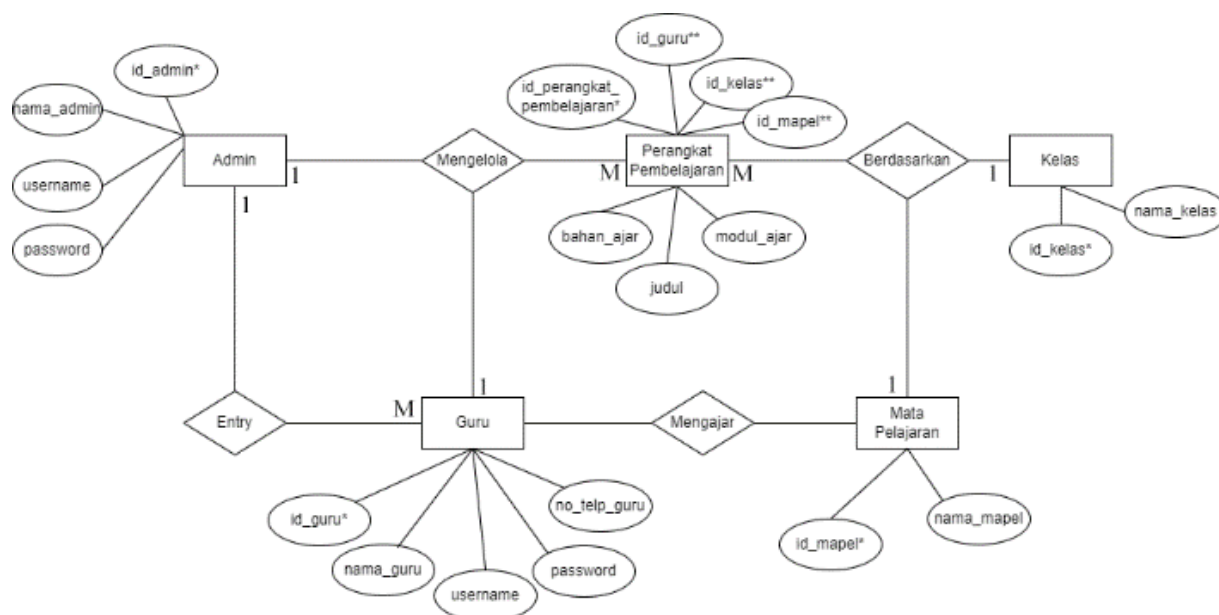 id_guru**
id_admin*
id_perangkat_
pembelajaran*
id_kelas**
nama_admin
id_mapel**
Admin
1
Mengelola
M
Perangkat
Pembelajaran
M
Berdasarkan
1
Kelas
username
1
nama_kelas
bahan_ajar
modul_ajar
password
id_kelas*
judul
1
1
Entry
M
Guru
Mengajar
Mata
Pelajaran
id_guru*
no_telp_guru
nama_mapel
id_mapel*
nama_guru
password
username